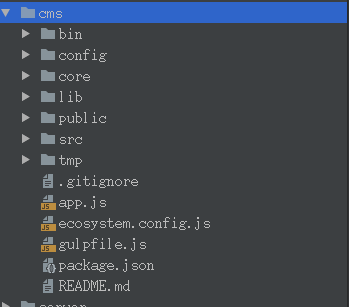 cms
bin
config
core
lib
public
src
tmp
.gitignore
app.js
ecosystem.config.js
gulpfile.js
package.json
README.md